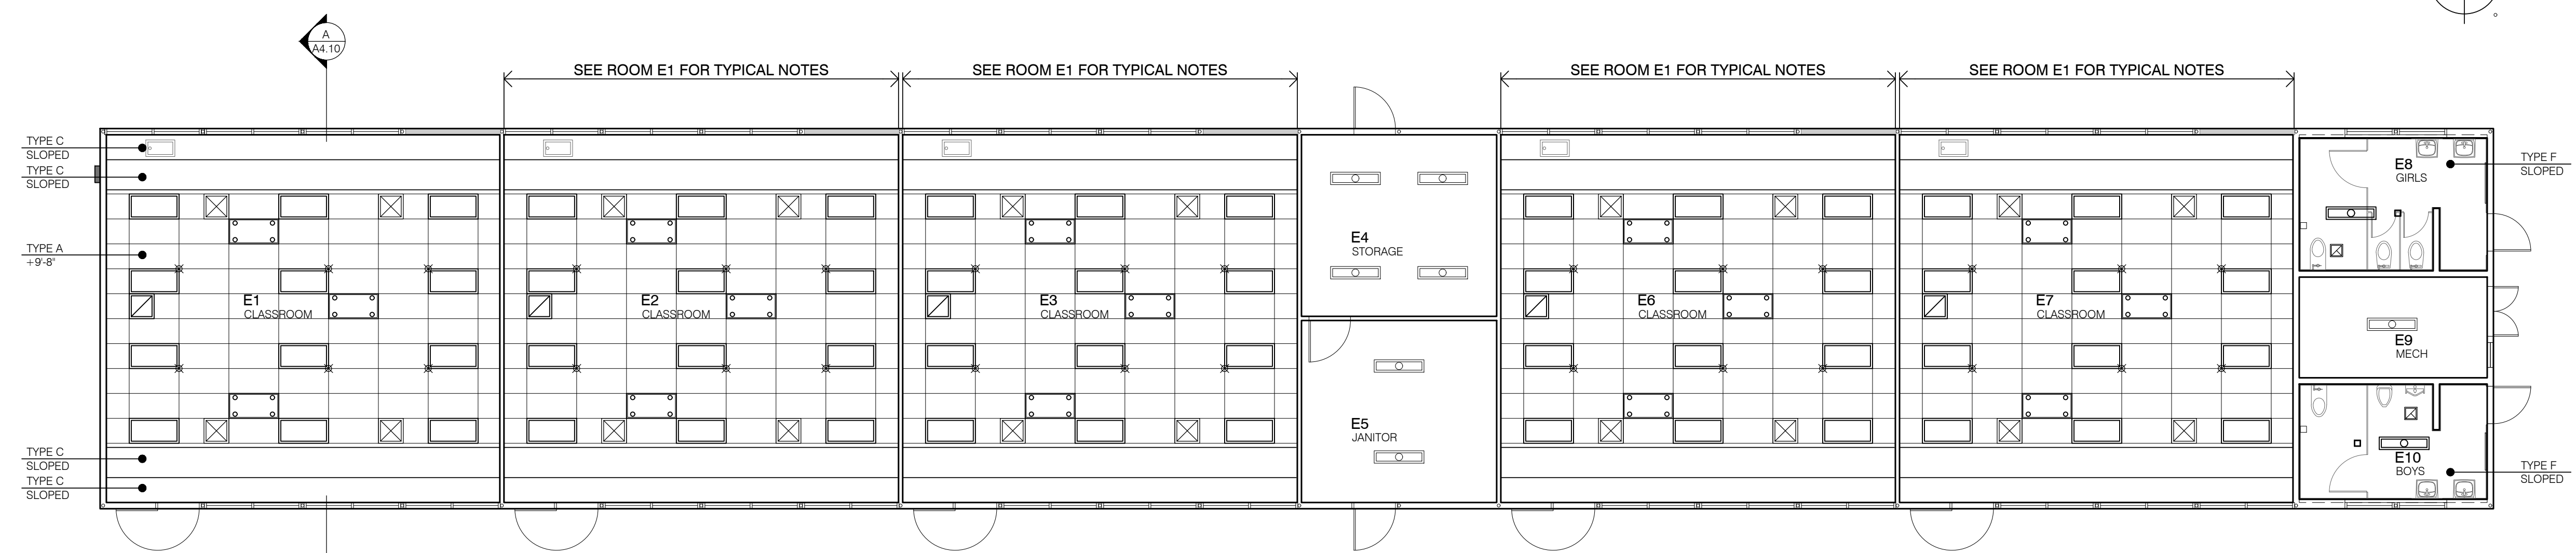 A
A4.10
SEE ROOM E1 FOR TYPICAL NOTES
SEE ROOM E1 FOR TYPICAL NOTES
SEE ROOM E1 FOR TYPICAL NOTES
SEE ROOM E1 FOR TYPICAL NOTES
TYPE C
SLOPED
TYPE C
SLOPED
TYPE A
+9'-8"
TYPE C
SLOPED
TYPE C
SLOPED
E1
CLASSROOM
E2
CLASSROOM
E3
CLASSROOM
E4
STORAGE
E5
JANITOR
E6
CLASSROOM
E7
CLASSROOM
E8
GIRLS
E9
MECH
E10
BOYS
TYPE F
SLOPED
TYPE F
SLOPED